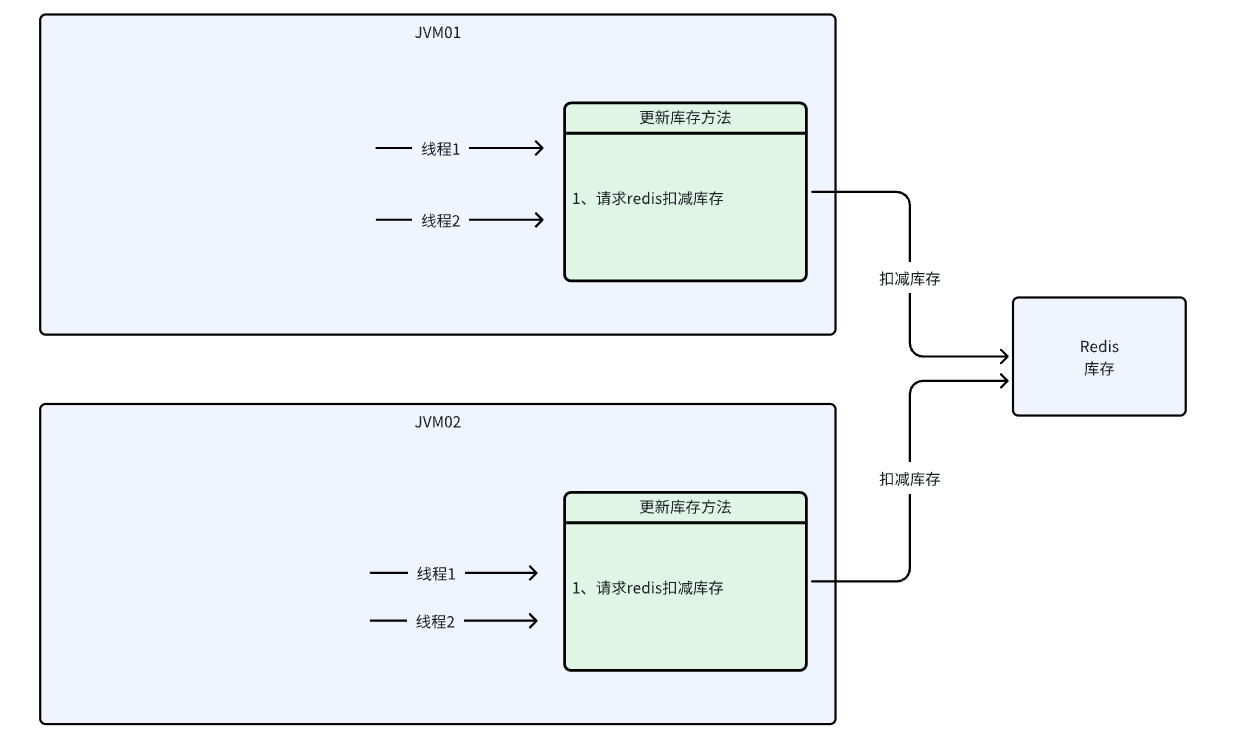 JVM01
更新库存方法
线程1
1、请求redis扣减库存
线程2
扣减库存
Redis
库存
JVM02
扣减库存
更新库存方法
线程1
1、请求redis扣减库存
线程2